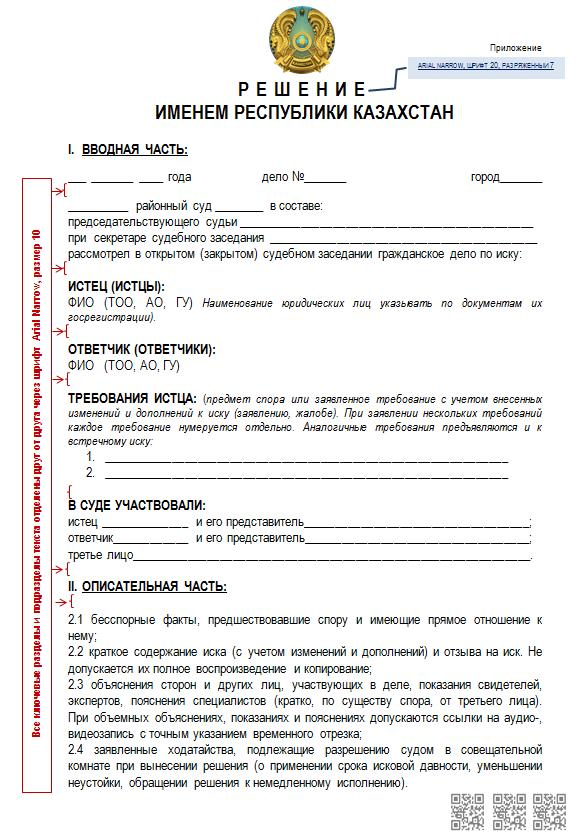 Приложение
ARIAL NARROW, ШРИФТ 20, РАЗРЯЖЕННЫЙ 7
Р Е Ш Е Н И Е
ИМЕНЕМ РЕСПУБЛИКИ КАЗАХСТАН
I. ВВОДНАЯ ЧАСТЬ:
___ _______ ____ года дело №_______ город_______
__________ районный суд ________ в составе:
председательствующего судьи ____________________________________________
при секретаре судебного заседания ________________________________________
рассмотрел в открытом (закрытом) судебном заседании гражданское дело по иску:
ИСТЕЦ (ИСТЦЫ):
ФИО (ТОО, АО, ГУ) Наименование юридических лиц указывать по документам их
госрегистрации).
ОТВЕТЧИК (ОТВЕТЧИКИ):
ФИО (ТОО, АО, ГУ)
ТРЕБОВАНИЯ ИСТЦА: (предмет спора или заявленное требование с учетом внесенных
изменений и дополнений к иску (заявлению, жалобе). При заявлении нескольких требований
каждое требование нумеруется отдельно. Аналогичные требования предъявляются и к
встречному иску:
1. ____________________________________________________________
2. ____________________________________________________________
В СУДЕ УЧАСТВОВАЛИ:
истец _____________ и его представитель__________________________________;
ответчик___________ и его представитель__________________________________;
третье лицо____________________________________________________________.
II. ОПИСАТЕЛЬНАЯ ЧАСТЬ:
2.1 бесспорные факты, предшествовавшие спору и имеющие прямое отношение к
нему;
2.2 краткое содержание иска (с учетом изменений и дополнений) и отзыва на иск. Не
допускается их полное воспроизведение и копирование;
2.3 объяснения сторон и других лиц, участвующих в деле, показания свидетелей,
экспертов, пояснения специалистов (кратко, по существу спора, от третьего лица).
При объемных объяснениях, показаниях и пояснениях допускаются ссылки на аудио-,
видеозапись с точным указанием временного отрезка;
2.4 заявленные ходатайства, подлежащие разрешению судом в совещательной
комнате при вынесении решения (о применении срока исковой давности, уменьшении
неустойки, обращении решения к немедленному исполнению).
Все ключевые разделы и подразделы текста отделены друг от друга через шрифт Arial Narrow, размер 10